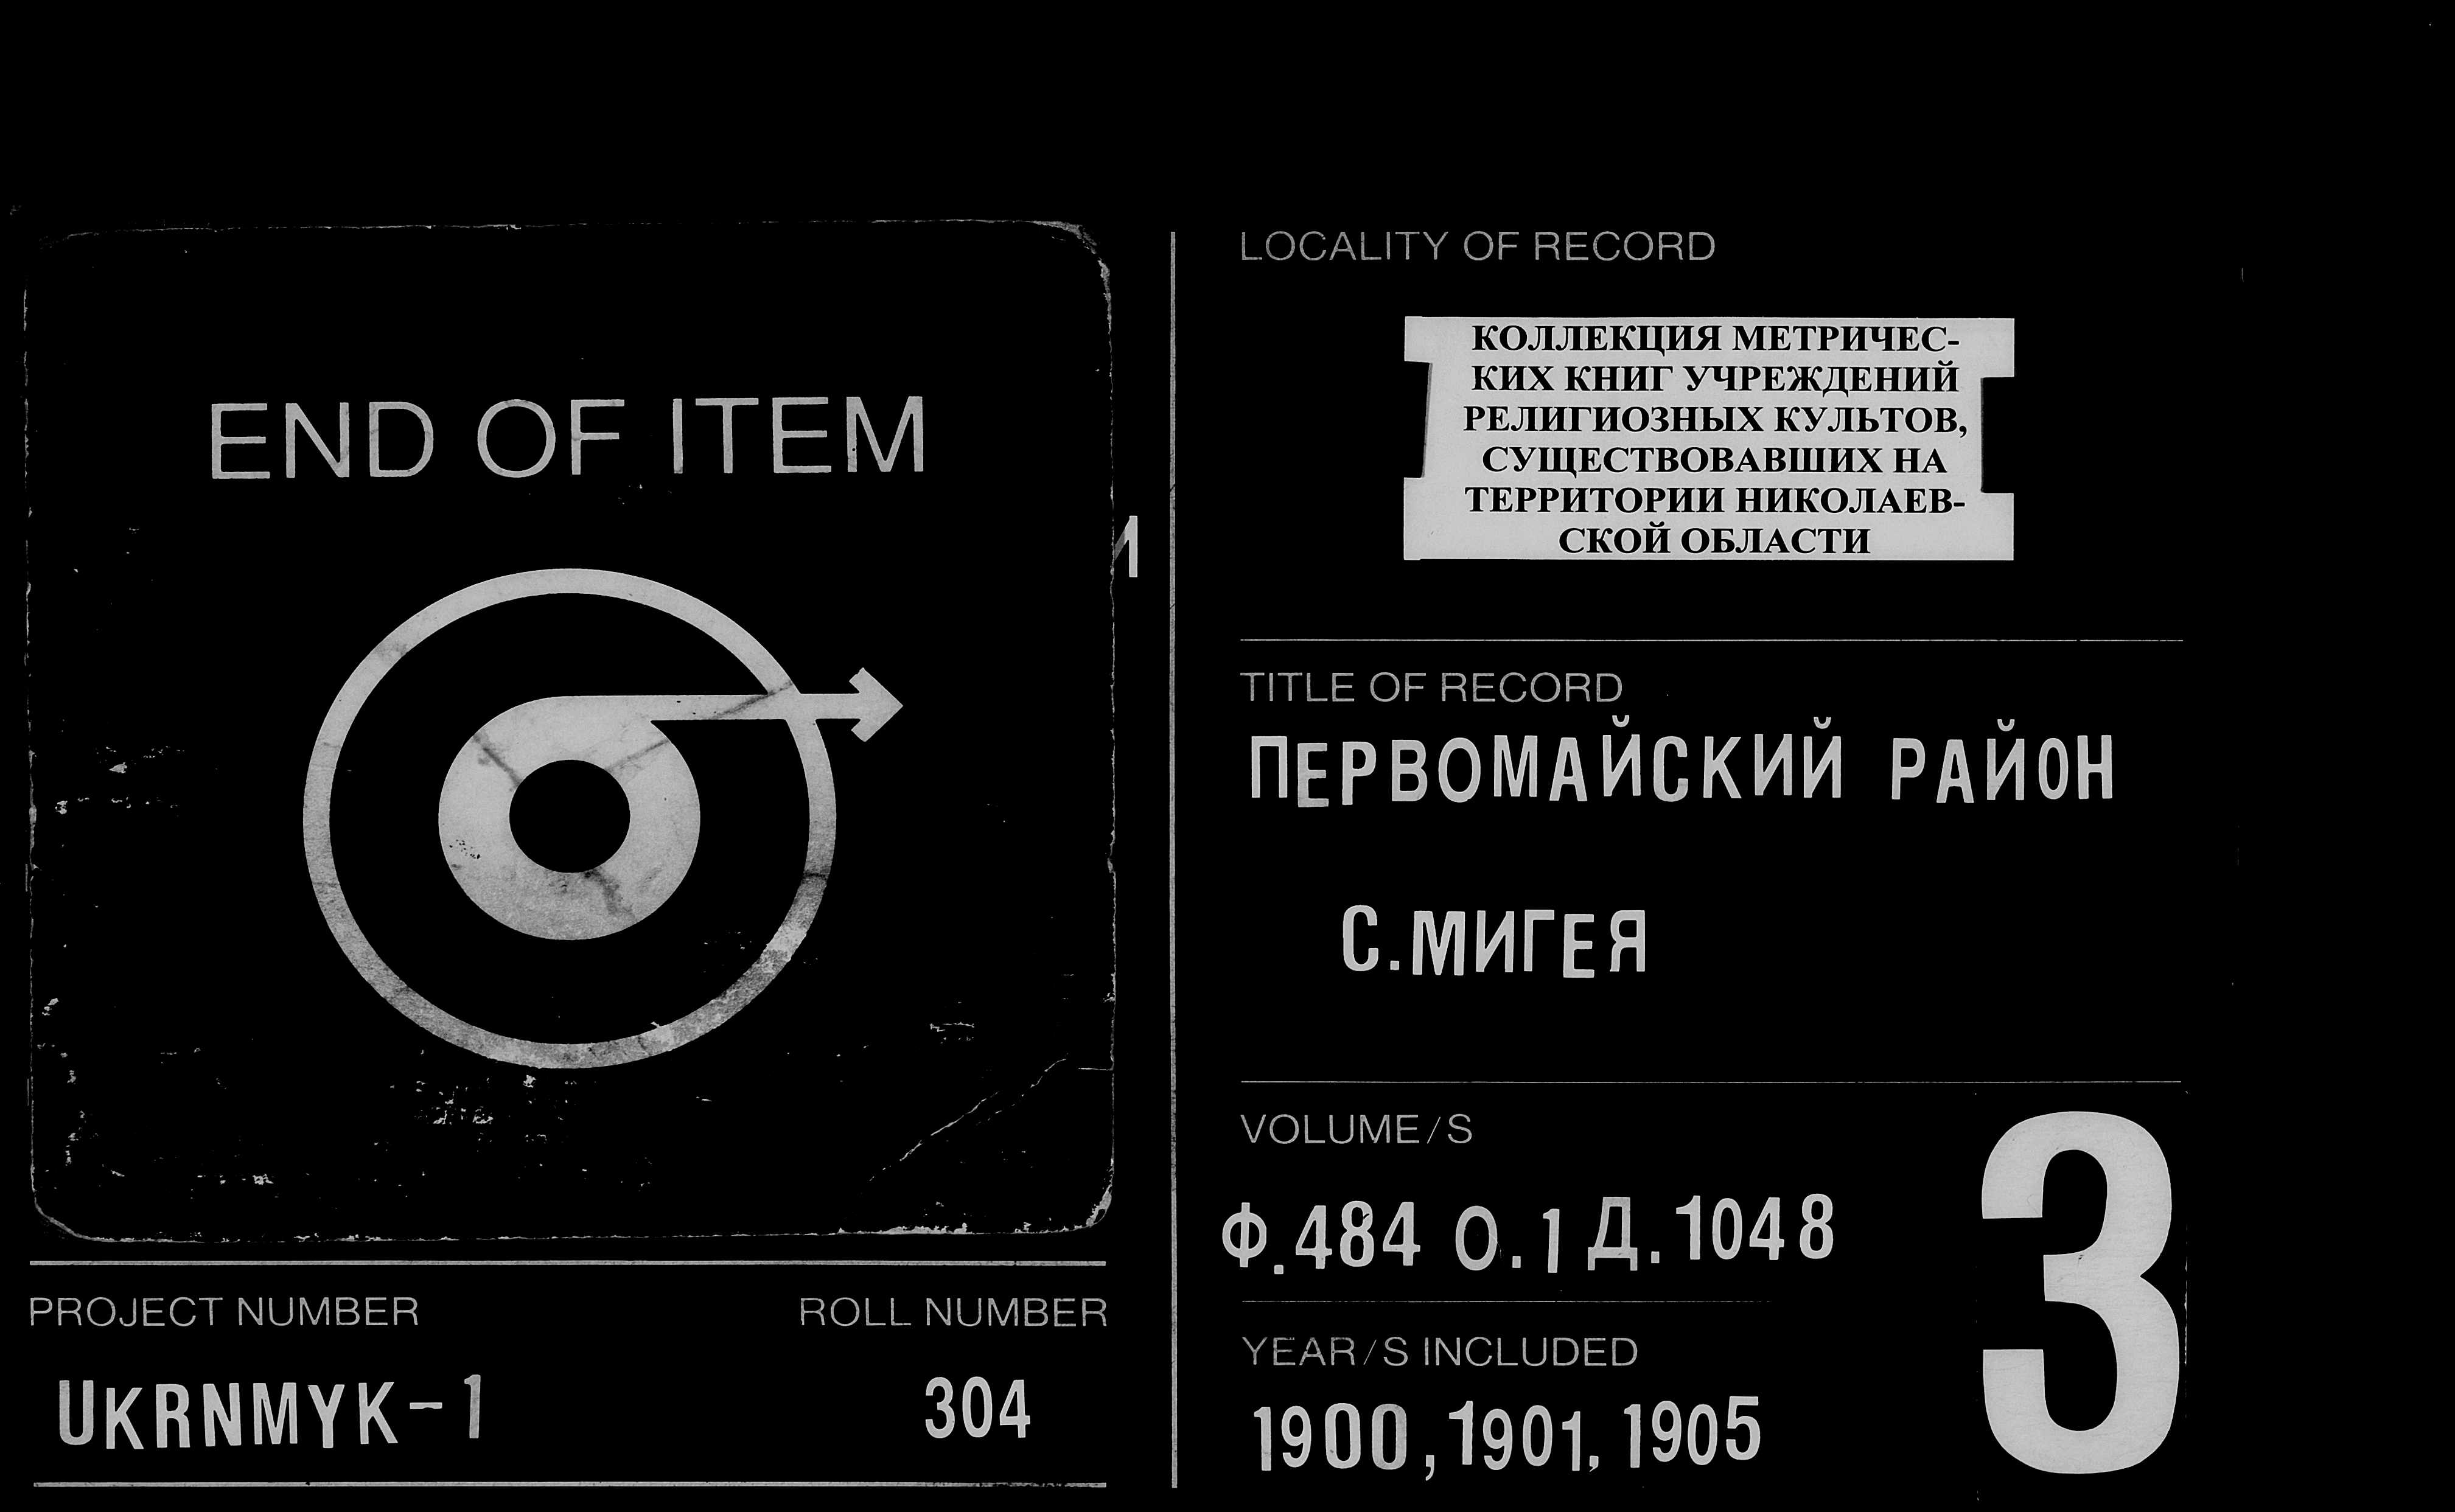 END OF ITEM
PROJECT NUMBER
ROLL NUMBER
UKRNMYK-1
304
LOCALITY OF RECORD
КОЛЛЕКЦИЯ МЕТРИЧЕС-
КИХ КНИГ УЧРЕЖДЕНИЙ
РЕЛИГИОЗНЫХ КУЛЬТОВ,
СУЩЕСТВОВАВШИХ НА
ТЕРРИТОРИИ НИКОЛАЕВ-
СКОЙ ОБЛАСТИ
TITLE OF RECORD
ПЕРВОМАЙСКИЙ РАЙОН
С.МИГЕЯ
VOLUME/S
Ф.484 О.1 Д.1048
YEAR/S INCLUDED
1900,1901,1905
3